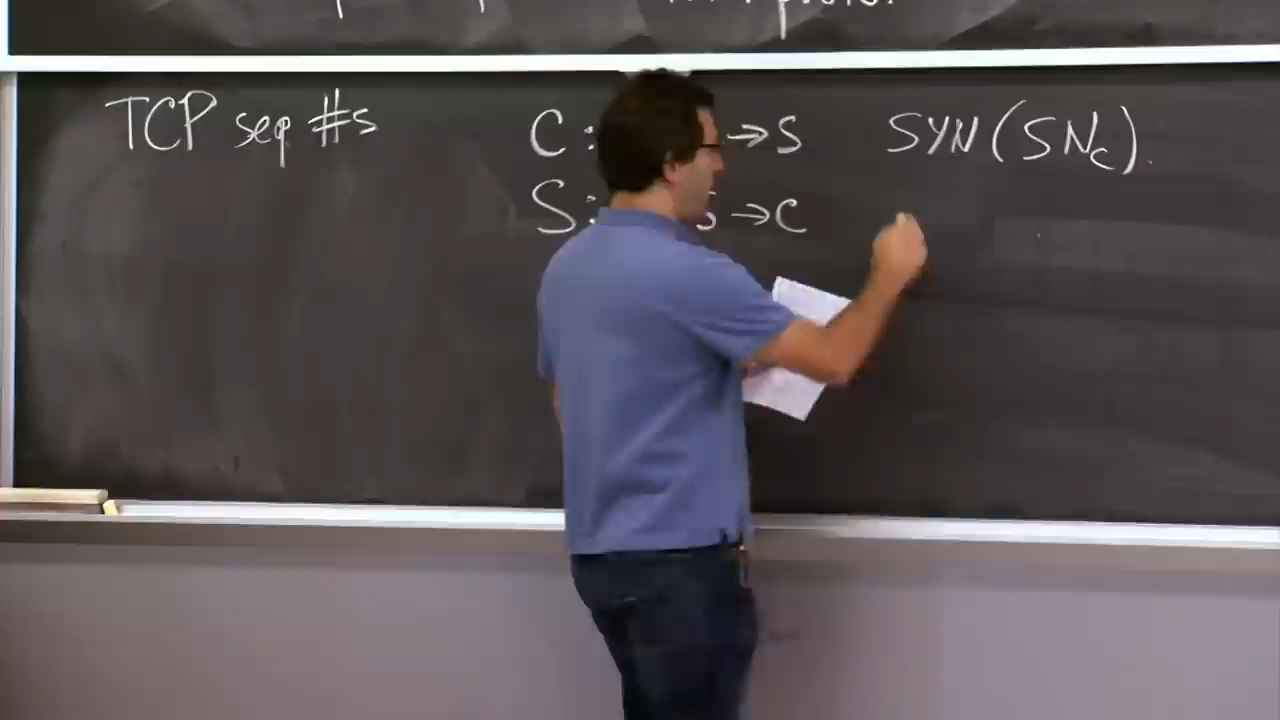 TCP seq #s
C: →S SYN(SNc).
S: S →C